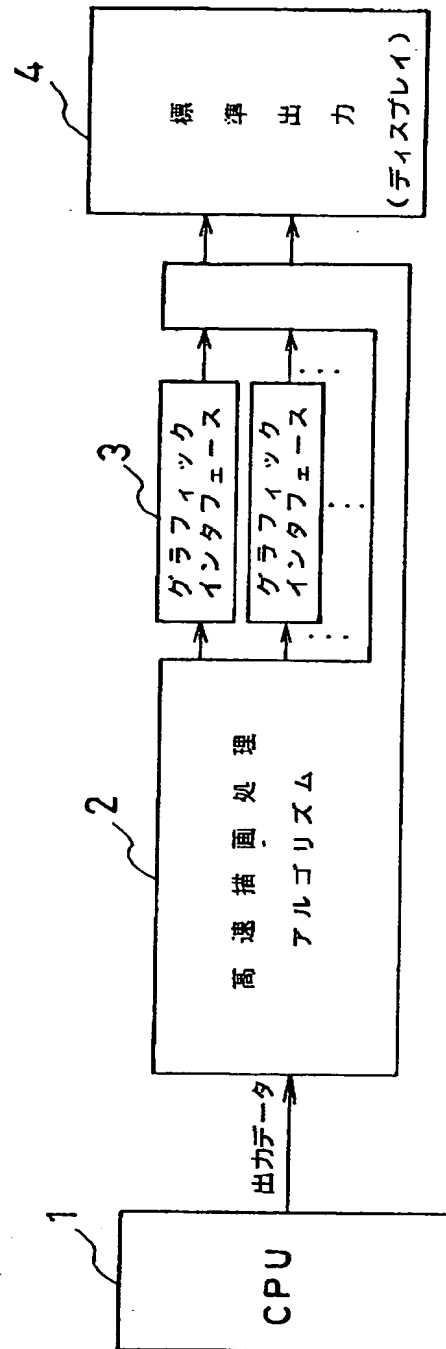 1
CPU
出力データ
2
高速描画処理
アルゴリズム
3
グラフィック
インタフェース
グラフィック
インタフェース
4
標準出力
(ディスプレイ)